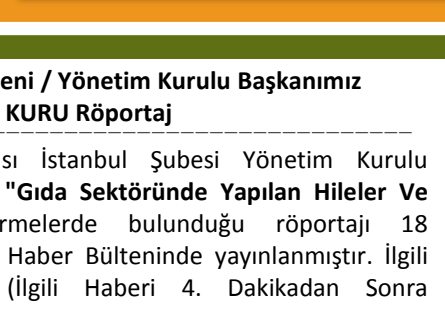 eni / Yönetim Kurulu Başkanımız
KURU Röportaj
sı İstanbul Şubesi Yönetim Kurulu
"Gıda Sektöründe Yapılan Hileler Ve
rmelerde bulunduğu röportajı 18
Haber Bülteninde yayınlanmıştır. İlgili
(İlgili Haberi 4. Dakikadan Sonra